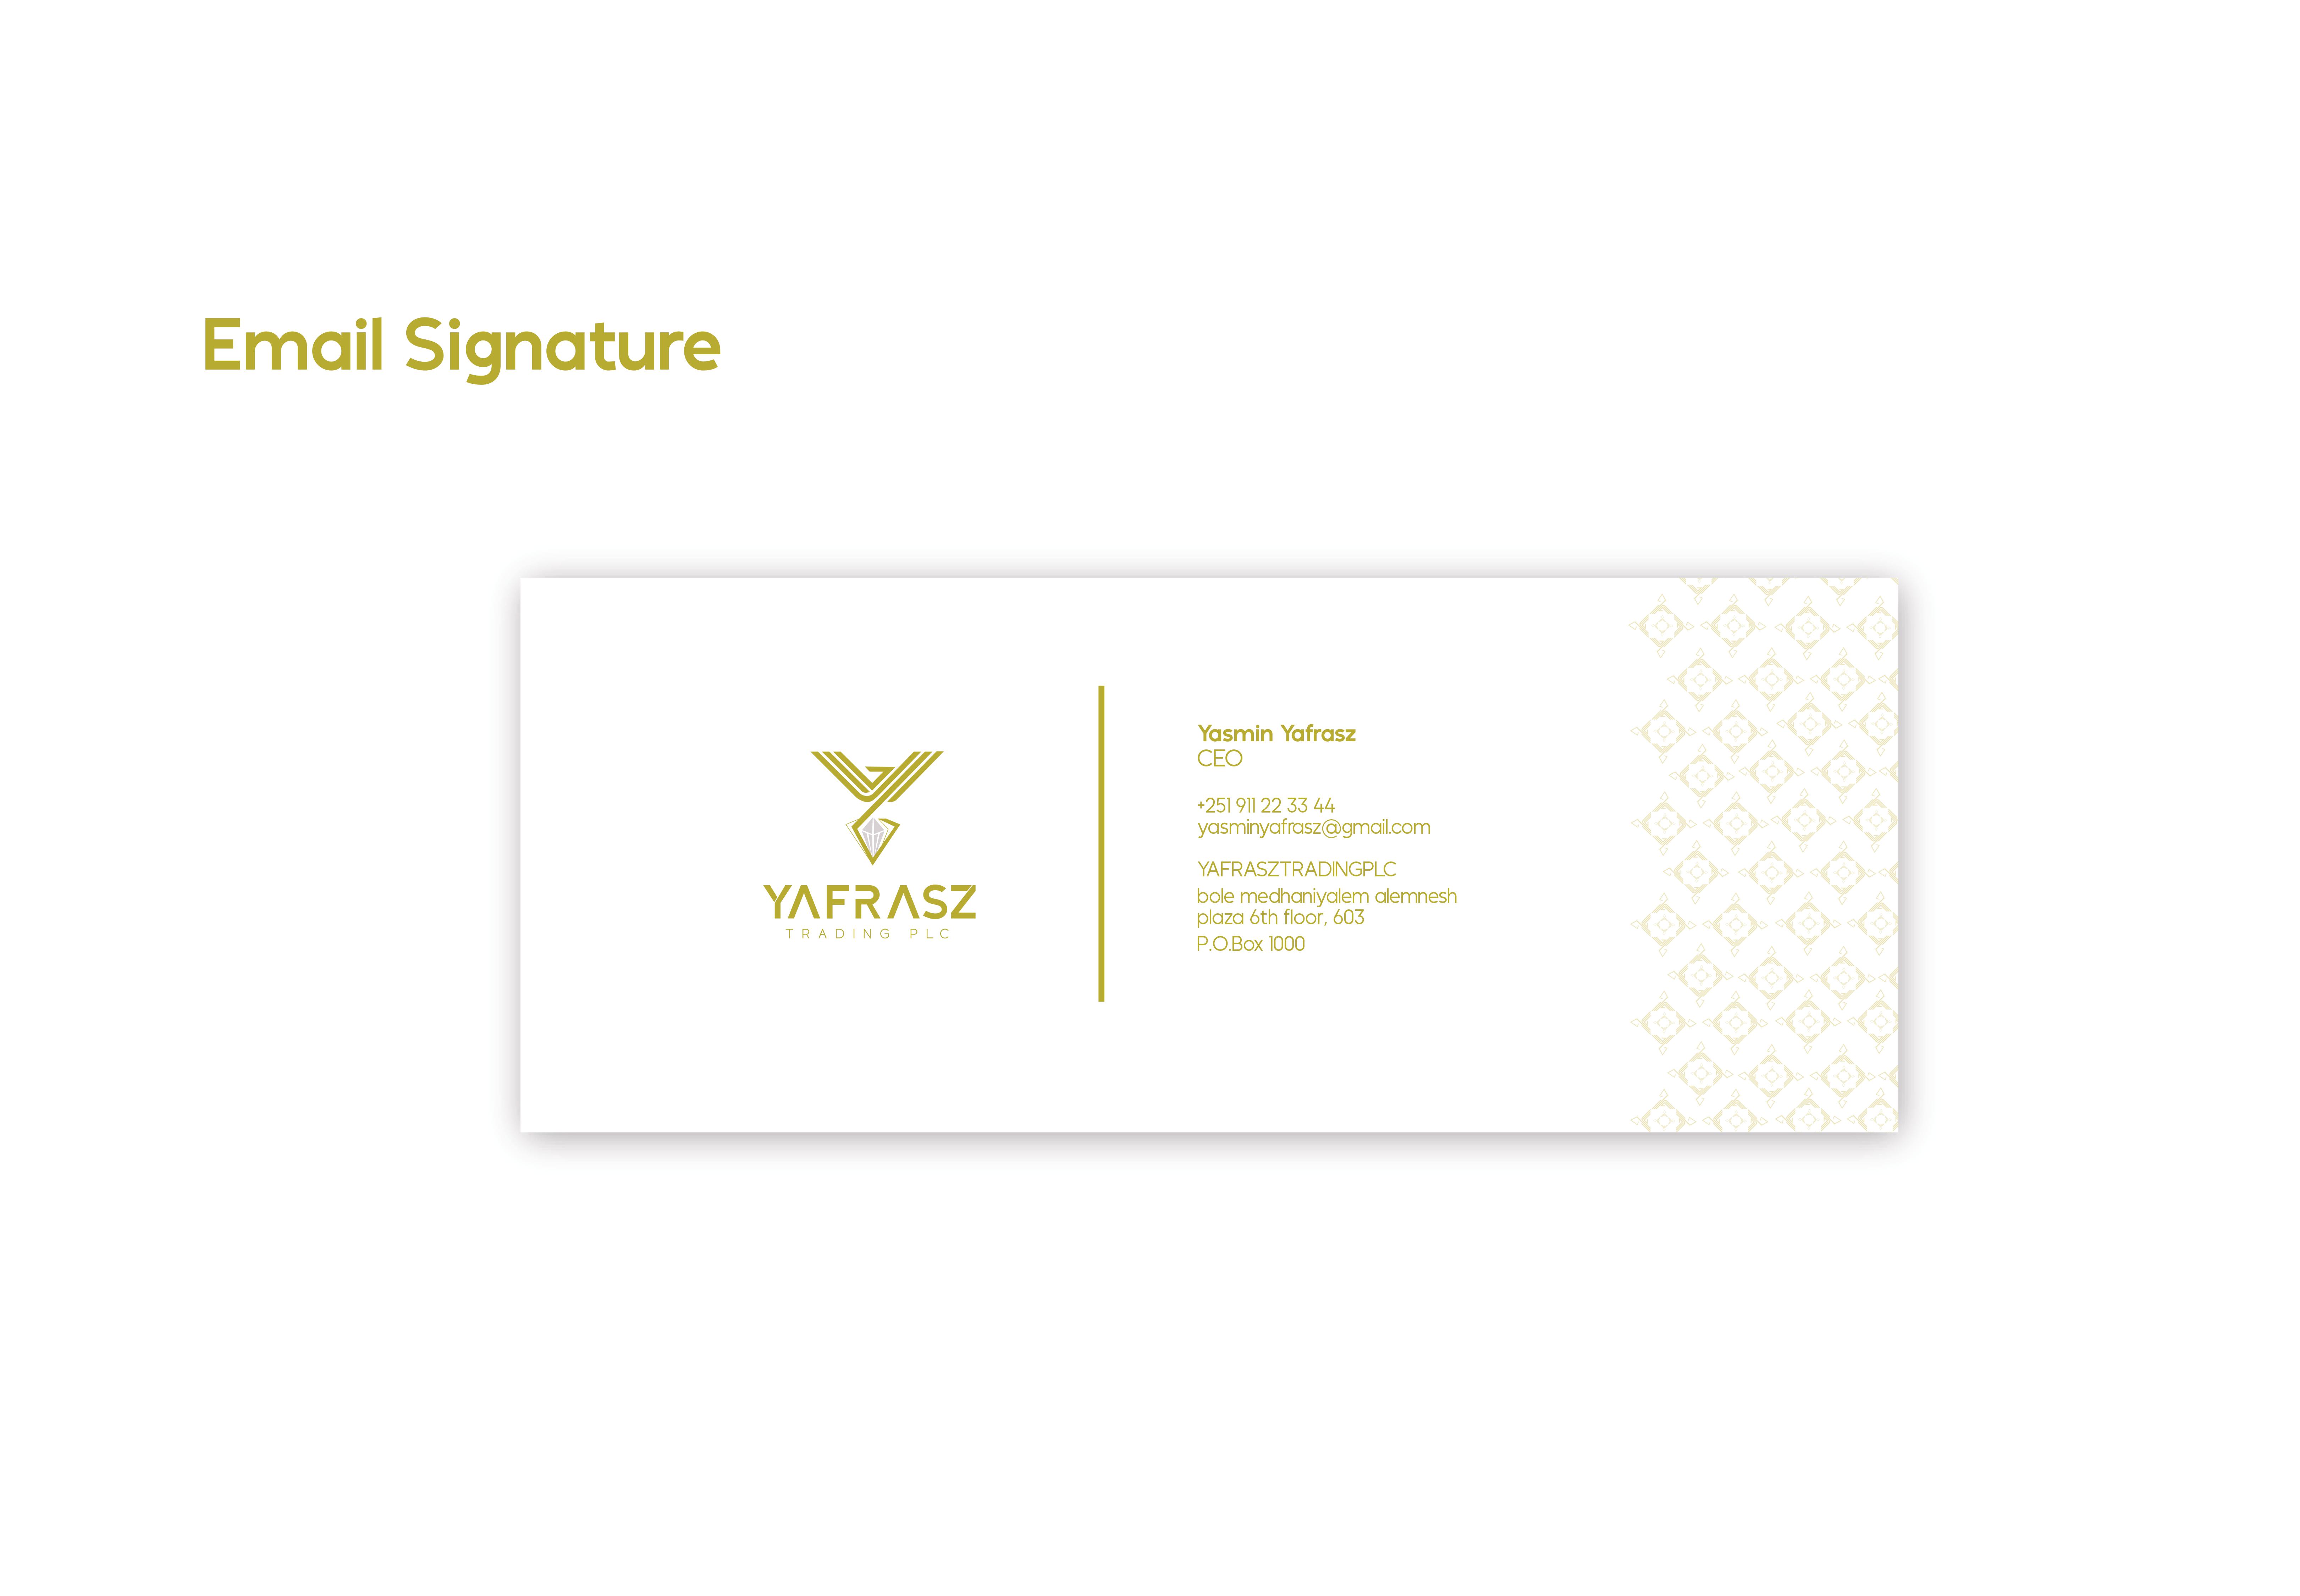 Email Signature
YAFRASZ
TRADING PLC
Yasmin Yafrasz
CEO
+251 911 22 33 44
yasminyafrasz@gmail.com
YAFRASZTRADINGPLC
bole medhaniyalem alemnesh
plaza 6th floor, 603
P.O.Box 1000